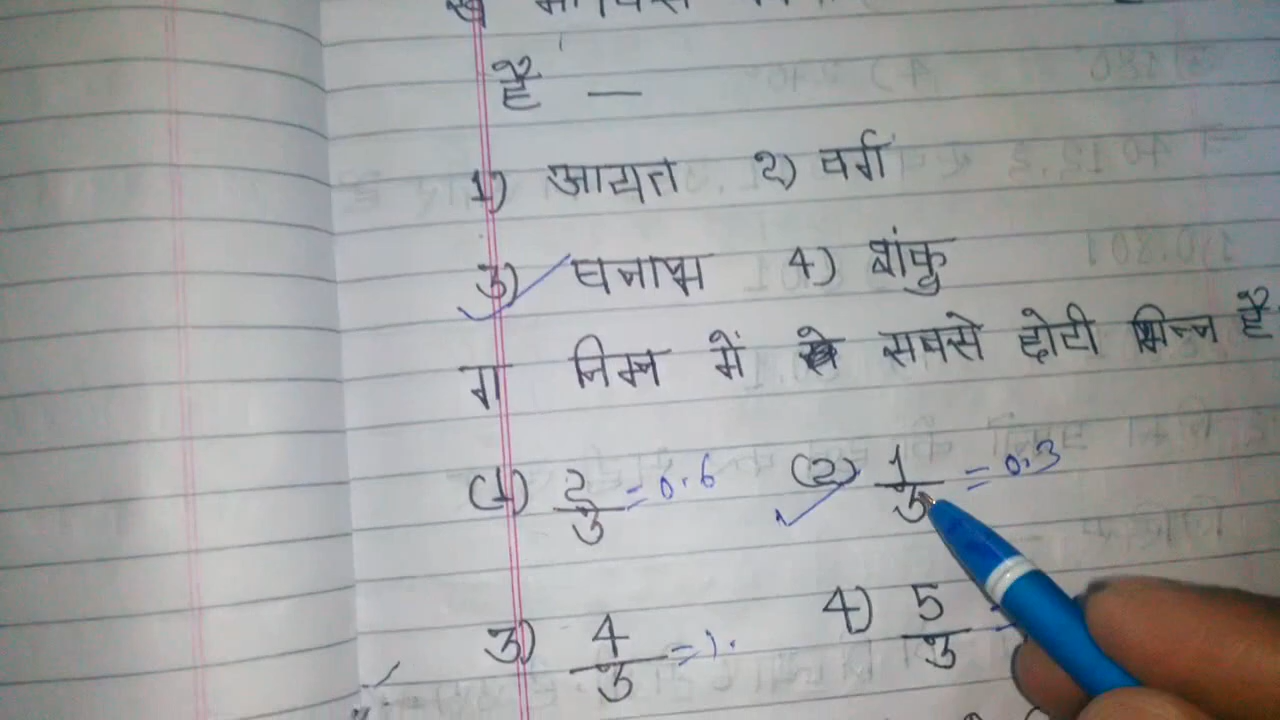 है —
1) आयत 2) वर्ग
3) घनाभ 4) शंकु
ग निम्न में से सबसे छोटी भिन्न है
(1) 2/3 = 0.6 (2) 1/3 = 0.3
3) 4/3 = 1. 4) 5/3 =